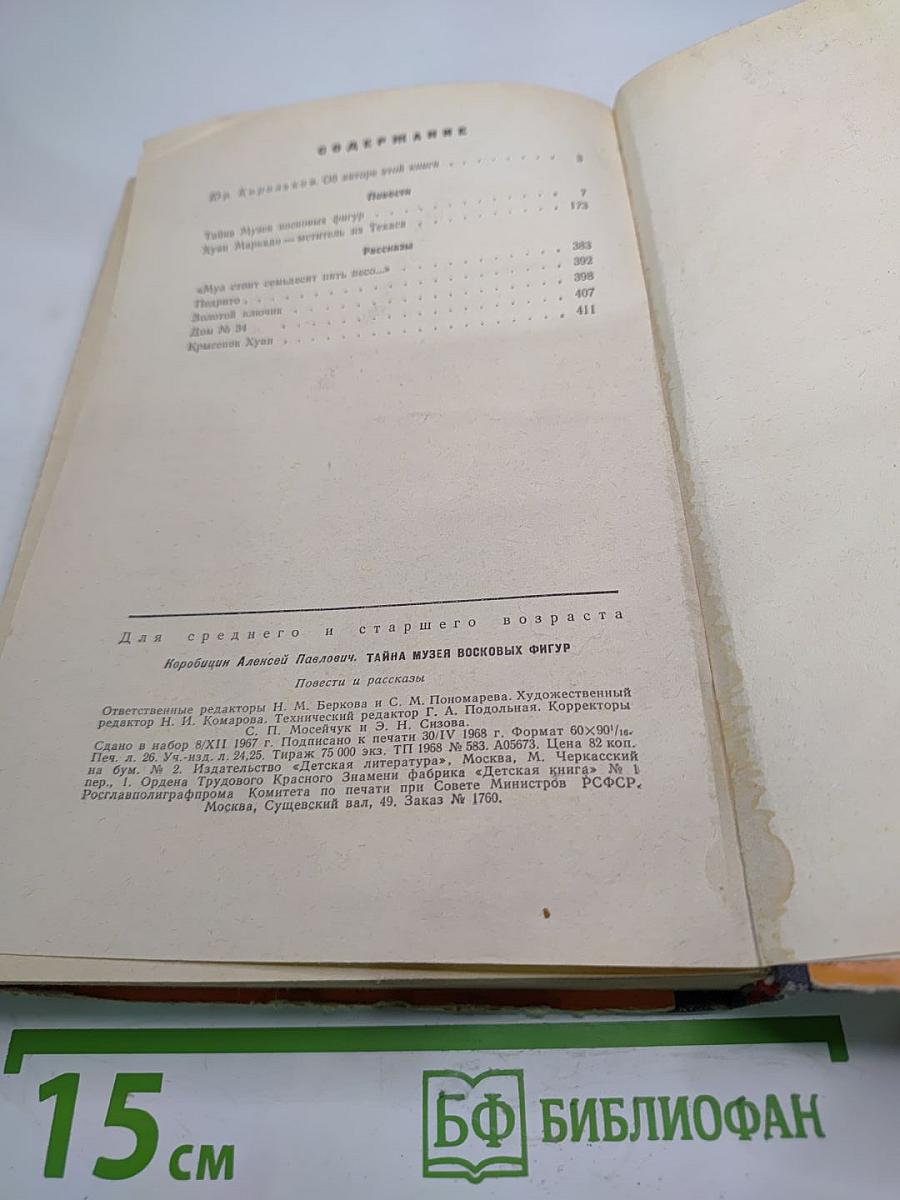 СОДЕРЖАНИЕ
Юр. Корольков. Об авторе этой книги . . . . . . . 3
Повести
Тайна Музея восковых фигур . . . . . . . . . . 7
Хуан Маркадо — мститель из Техаса . . . . . . . 173
Рассказы
«Муа стоит семьдесят пять песо...» . . . . . . . . 383
Педрито . . . . . . . . . . . . . . . 392
Золотой ключик . . . . . . . . . . . . . 398
Дом № 34 . . . . . . . . . . . . . . 407
Крысенок Хуан . . . . . . . . . . . . . 411
Для среднего и старшего возраста
Коробицин Алексей Павлович. ТАЙНА МУЗЕЯ ВОСКОВЫХ ФИГУР
Повести и рассказы
Ответственные редакторы Н. М. Беркова и С. М. Пономарева. Художественный
редактор Н. И. Комарова. Технический редактор Г. А. Подольная. Корректоры
С. П. Мосейчук и Э. Н. Сизова.
Сдано в набор 8/XII 1967 г. Подписано к печати 30/IV 1968 г. Формат 60×90¹/₁₆.
Печ. л. 26. Уч.-изд. л. 24,25. Тираж 75 000 экз. ТП 1968 № 583. А05673. Цена 82 коп.
на бум. № 2. Издательство «Детская литература», Москва, М. Черкасский
пер., 1. Ордена Трудового Красного Знамени фабрика «Детская книга» № 1
Росглавполиграфпрома Комитета по печати при Совете Министров РСФСР.
Москва, Сущевский вал, 49. Заказ № 1760.
15 см
БФ БИБЛИОФАН